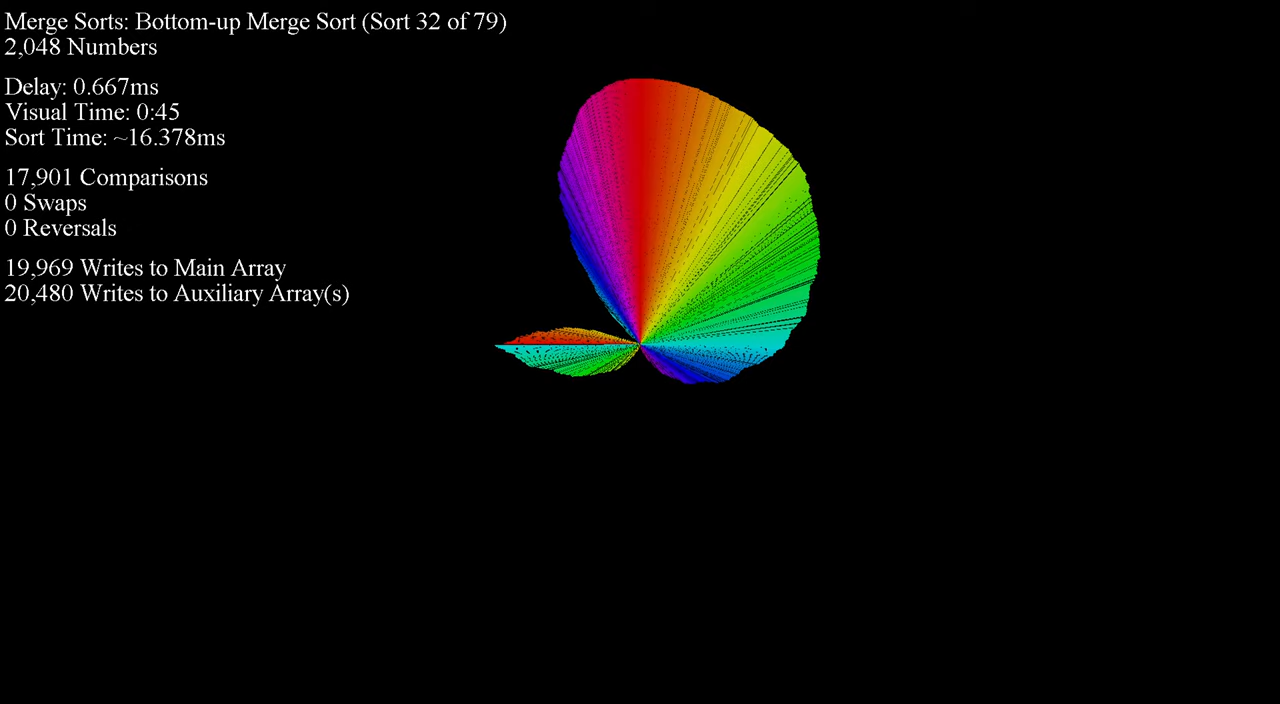 Merge Sorts: Bottom-up Merge Sort (Sort 32 of 79)
2,048 Numbers
Delay: 0.667ms
Visual Time: 0:45
Sort Time: ~16.378ms
17,901 Comparisons
0 Swaps
0 Reversals
19,969 Writes to Main Array
20,480 Writes to Auxiliary Array(s)